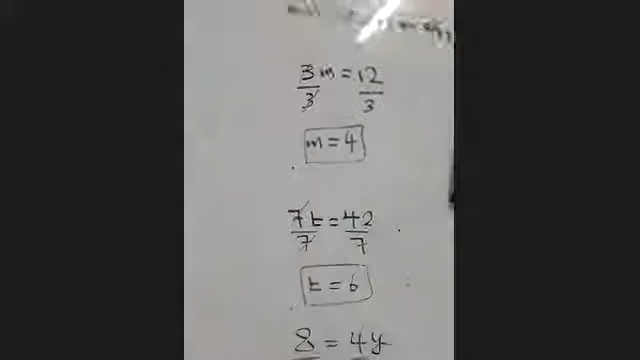 3m = 12
3 3
m = 4
7t = 42
7 7
t = 6
8 = 4y